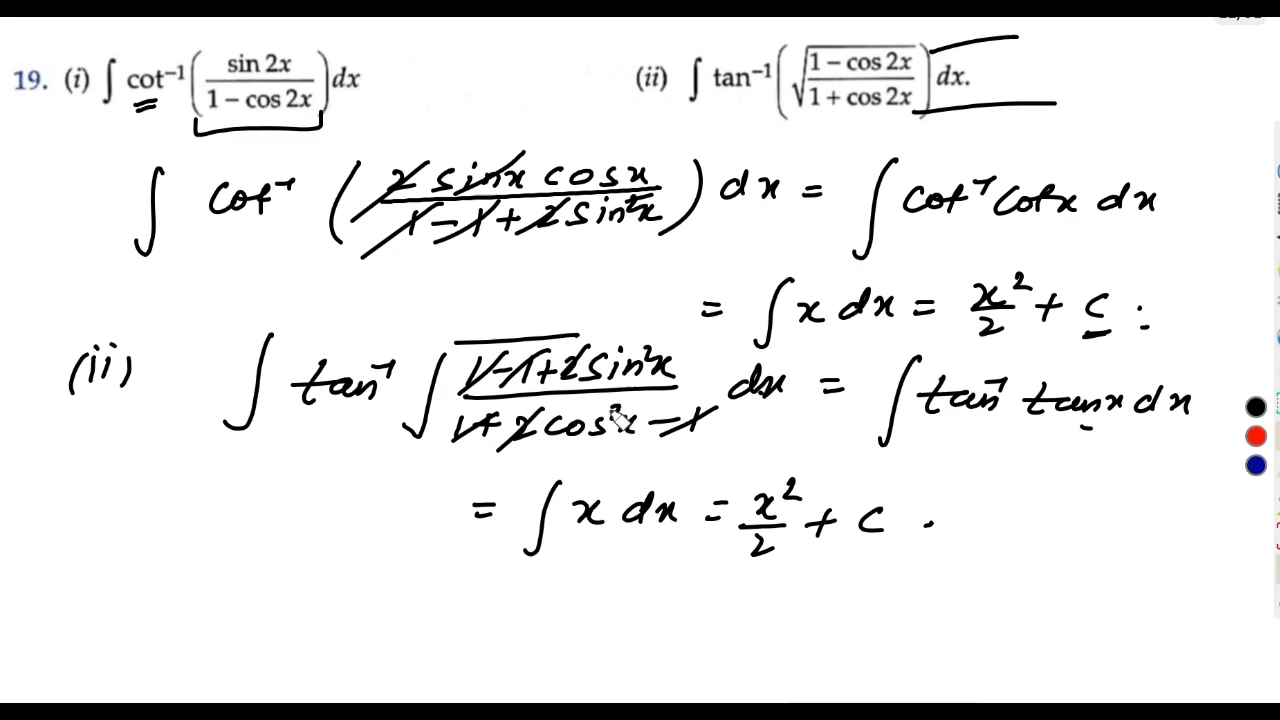 19. (i) ∫ cot⁻¹ (sin 2x / 1 − cos 2x) dx (ii) ∫ tan⁻¹ (√(1 − cos 2x / 1 + cos 2x)) dx.
∫ cot⁻¹ (2 sinx cosx / 1 − 1 + 2 sin²x) dx = ∫ cot⁻¹ cotx dx
= ∫ x dx = x²/2 + c .
(ii) ∫ tan⁻¹ √(1 − 1 + 2 sin²x / 1 + 2 cos²x − 1) dx = ∫ tan⁻¹ tanx dx
= ∫ x dx = x²/2 + c .